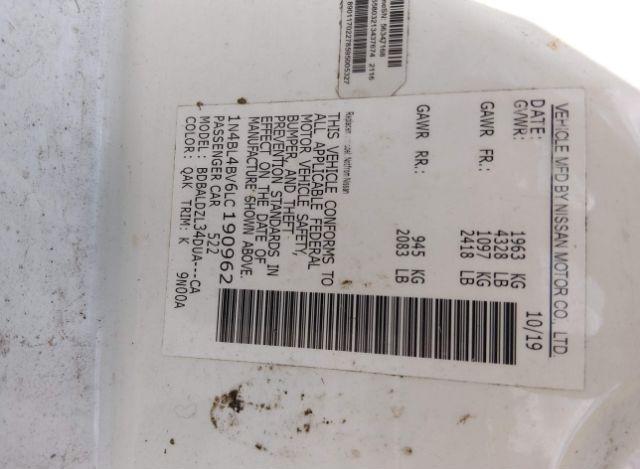 VEHICLE MFD BY NISSAN MOTOR CO., LTD.
DATE: 10/19
GVWR: 1963 KG
4328 LB
GAWR FR.: 1097 KG
2418 LB
GAWR RR.: 945 KG
2083 LB
Nissan
THIS VEHICLE CONFORMS TO
ALL APPLICABLE FEDERAL
MOTOR VEHICLE SAFETY,
BUMPER, AND THEFT
PREVENTION STANDARDS IN
EFFECT ON THE DATE OF
MANUFACTURE SHOWN ABOVE.
1N4BL4BV6LC190962
PASSENGER CAR 522
MODEL: BDBALDZL34DUA---CA
COLOR: QAK TRIM: K 9N00A
56347168
2116